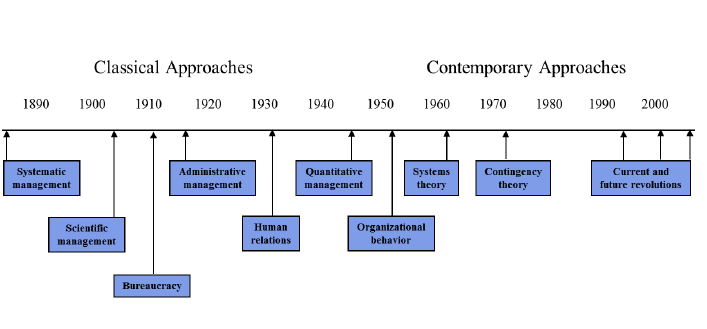 Classical Approaches
Contemporary Approaches
1890 1900 1910 1920 1930 1940 1950 1960 1970 1980 1990 2000
Systematic
management
Administrative
management
Quantitative
management
Systems
theory
Contingency
theory
Current and
future revolutions
Scientific
management
Human
relations
Organizational
behavior
Bureaucracy